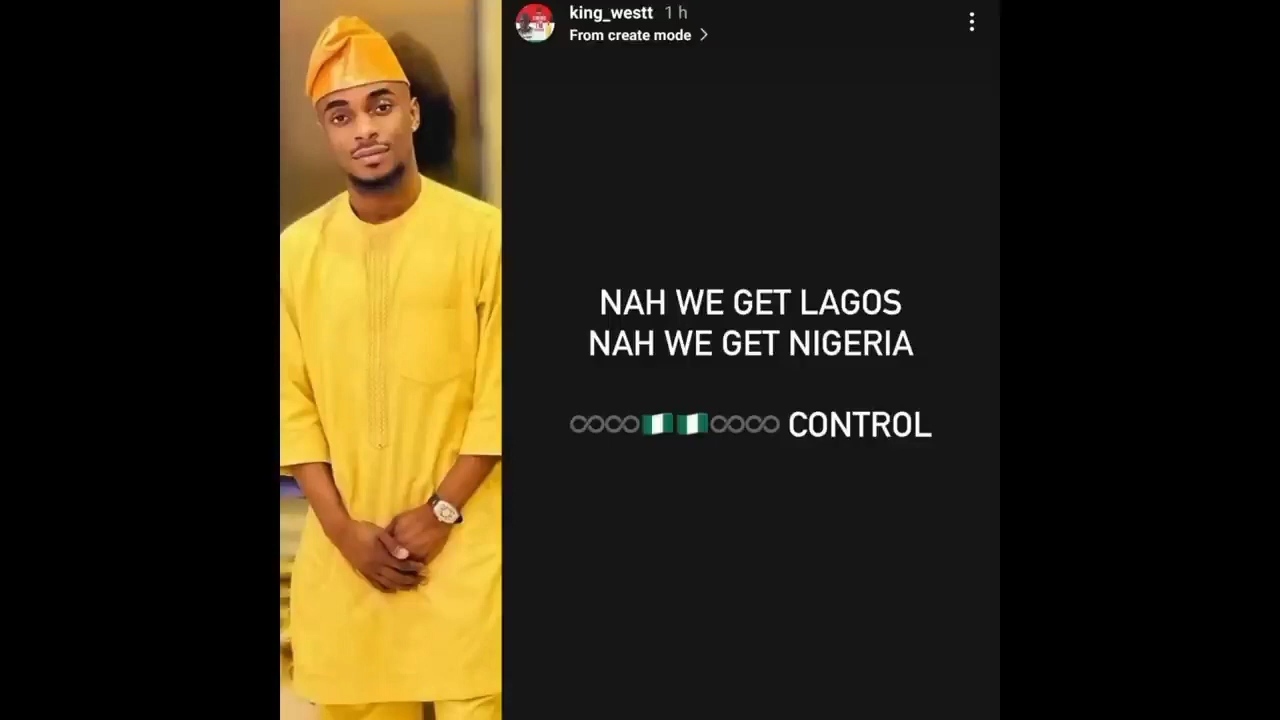 king_westt 1 h
From create mode
NAH WE GET LAGOS
NAH WE GET NIGERIA
∞∞🇳🇬🇳🇬∞∞ CONTROL